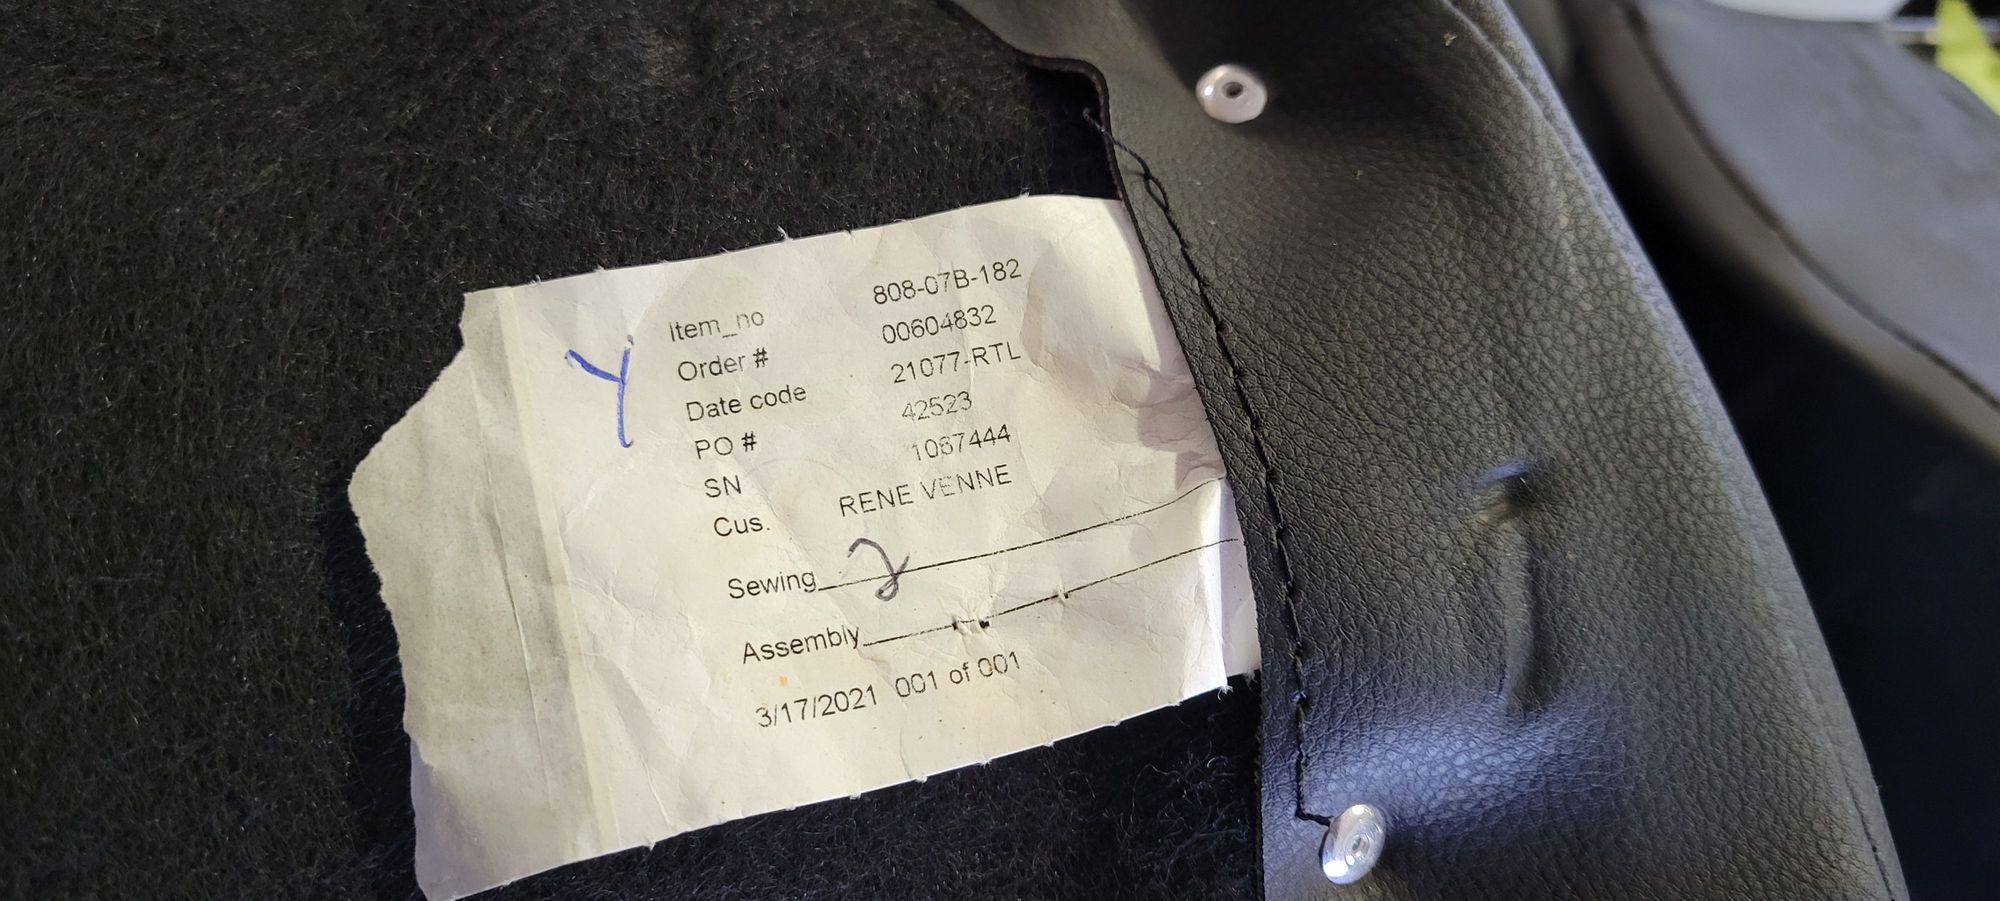 Item_no 808-07B-182
Order # 00604832
Date code 21077-RTL
PO # 42523
SN 1067444
Cus. RENE VENNE
Y
Sewing 2
Assembly
3/17/2021 001 of 001